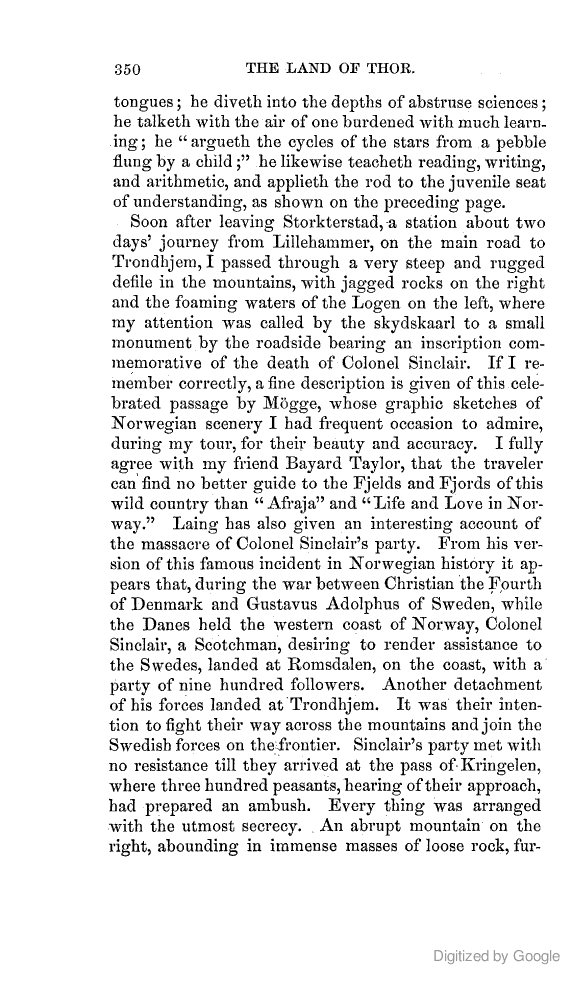 350 THE LAND OF THOR.
tongues; he diveth into the depths of abstruse sciences;
he talketh with the air of one burdened with much learn-
ing; he “argueth the cycles of the stars from a pebble
flung by a child;” he likewise teacheth reading, writing,
and arithmetic, and applieth the rod to the juvenile seat
of understanding, as shown on the preceding page.
Soon after leaving Storkterstad, a station about two
days’ journey from Lillehammer, on the main road to
Trondhjem, I passed through a very steep and rugged
defile in the mountains, with jagged rocks on the right
and the foaming waters of the Logen on the left, where
my attention was called by the skydskaarl to a small
monument by the roadside bearing an inscription com-
memorative of the death of Colonel Sinclair. If I re-
member correctly, a fine description is given of this cele-
brated passage by Mögge, whose graphic sketches of
Norwegian scenery I had frequent occasion to admire,
during my tour, for their beauty and accuracy. I fully
agree with my friend Bayard Taylor, that the traveler
can find no better guide to the Fjelds and Fjords of this
wild country than “Afraja” and “Life and Love in Nor-
way.” Laing has also given an interesting account of
the massacre of Colonel Sinclair’s party. From his ver-
sion of this famous incident in Norwegian history it ap-
pears that, during the war between Christian the Fourth
of Denmark and Gustavus Adolphus of Sweden, while
the Danes held the western coast of Norway, Colonel
Sinclair, a Scotchman, desiring to render assistance to
the Swedes, landed at Romsdalen, on the coast, with a
party of nine hundred followers. Another detachment
of his forces landed at Trondhjem. It was their inten-
tion to fight their way across the mountains and join the
Swedish forces on the frontier. Sinclair’s party met with
no resistance till they arrived at the pass of Kringelen,
where three hundred peasants, hearing of their approach,
had prepared an ambush. Every thing was arranged
with the utmost secrecy. An abrupt mountain on the
right, abounding in immense masses of loose rock, fur-
Digitized by Google